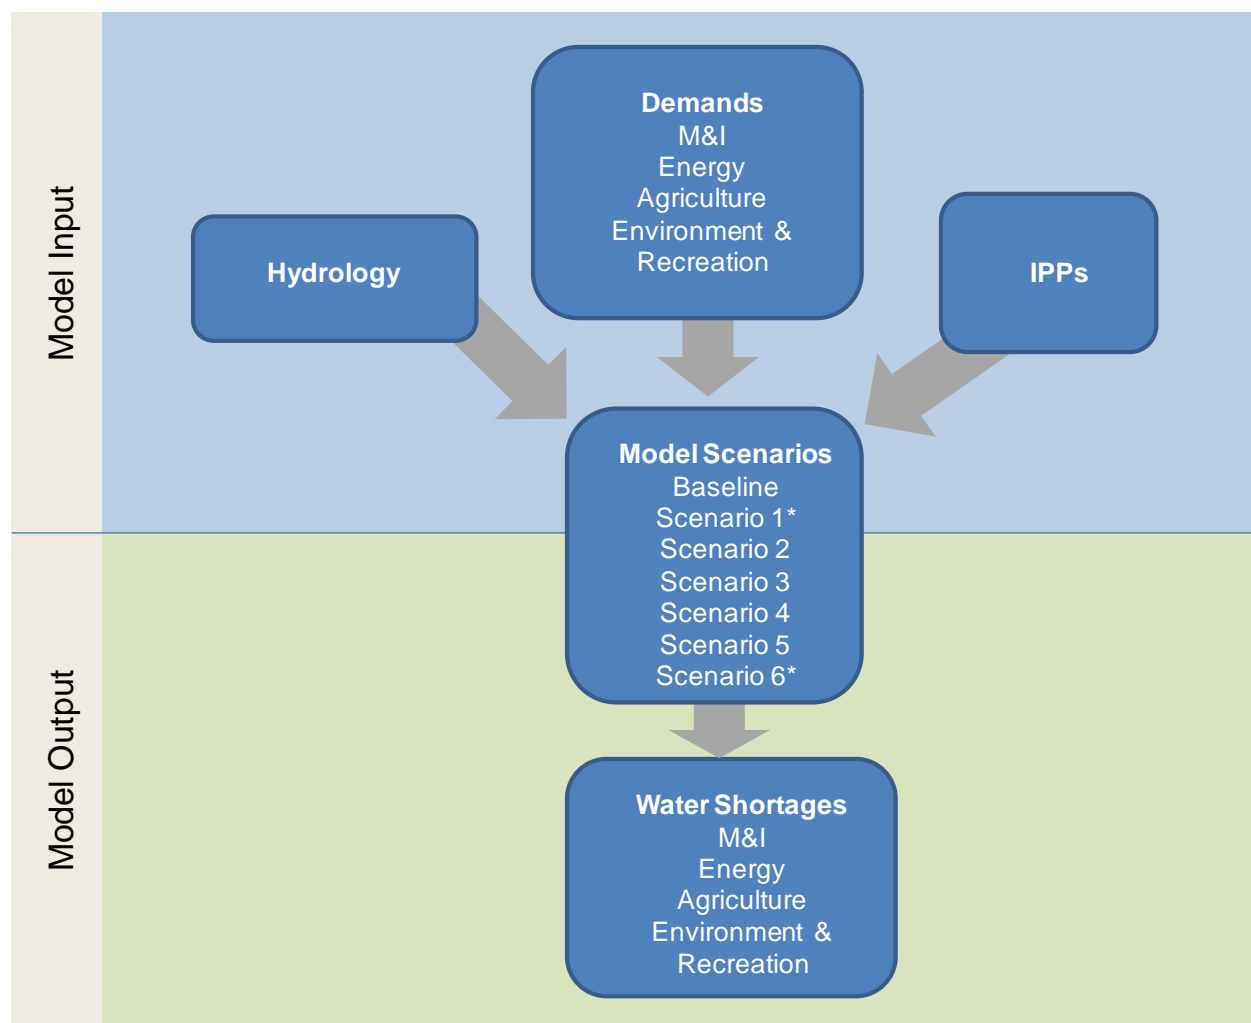 Model Input
Demands
M&I
Energy
Agriculture
Environment &
Recreation
Hydrology
IPPs
Model Scenarios
Baseline
Scenario 1*
Scenario 2
Scenario 3
Scenario 4
Scenario 5
Scenario 6*
Model Output
Water Shortages
M&I
Energy
Agriculture
Environment &
Recreation